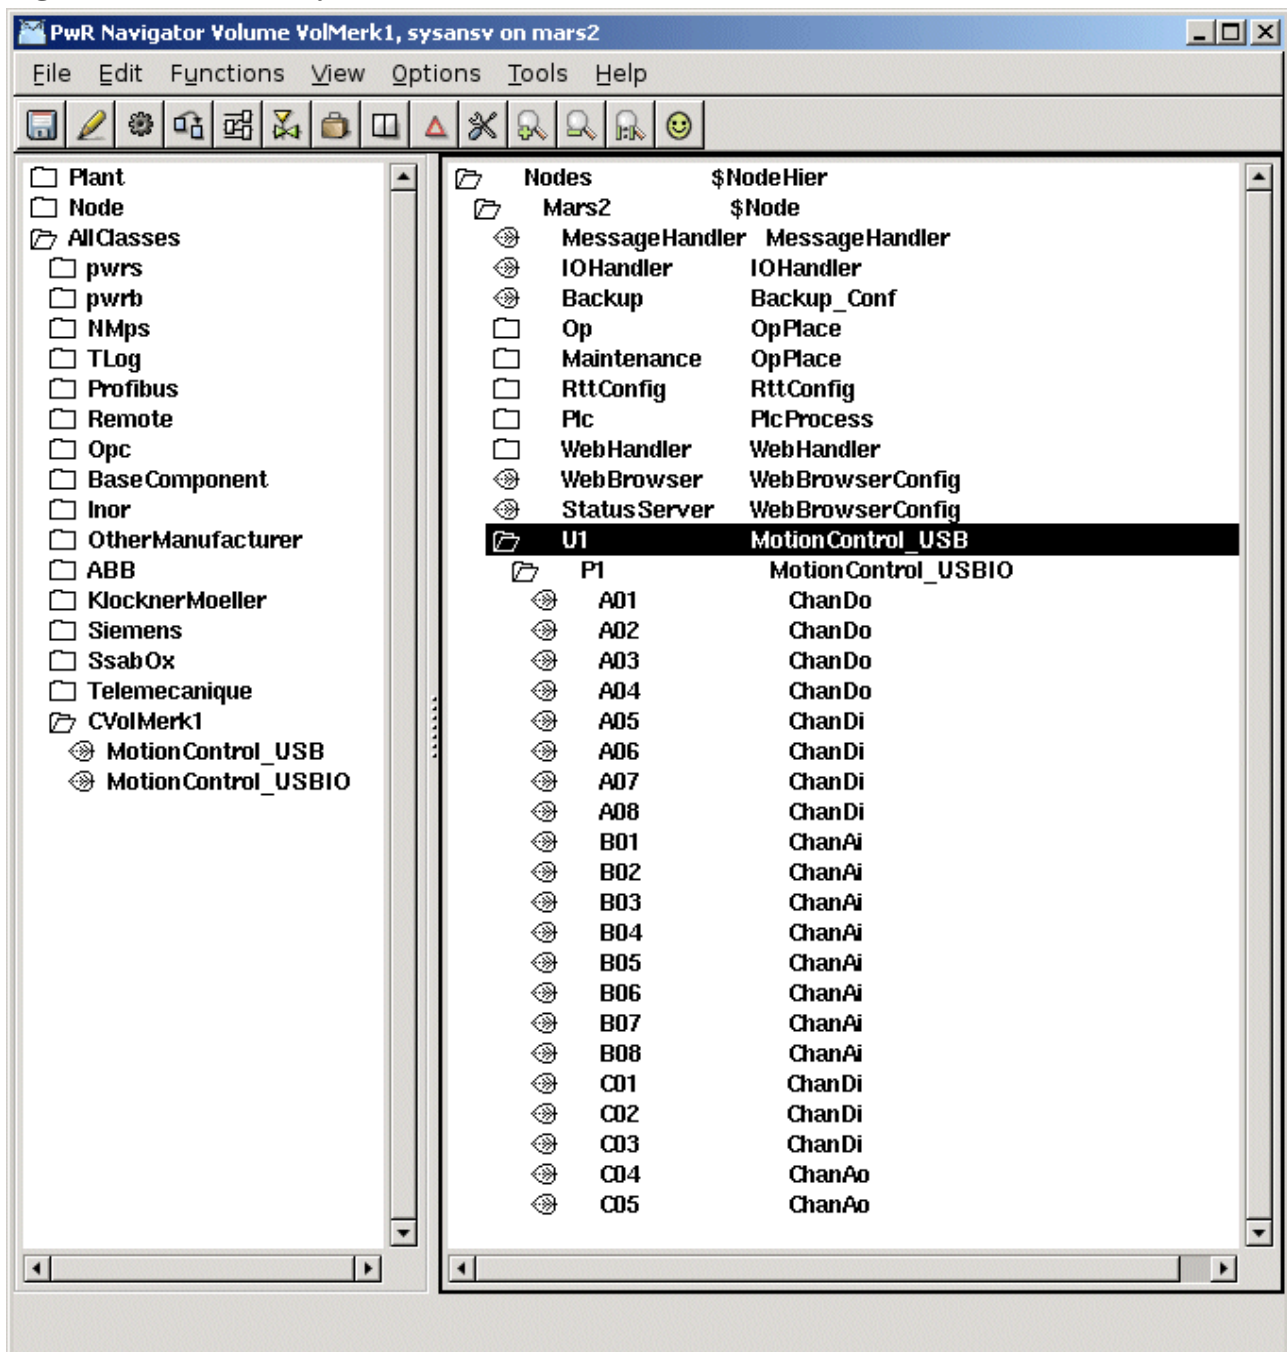 PwR Navigator Volume VolMerk1, sysansv on mars2
File Edit Functions View Options Tools Help
Plant
Node
AllClasses
pwrs
pwrb
NMps
TLog
Profibus
Remote
Opc
BaseComponent
Inor
OtherManufacturer
ABB
KlocknerMoeller
Siemens
SsabOx
Telemecanique
CVolMerk1
MotionControl_USB
MotionControl_USBIO
Nodes $NodeHier
Mars2 $Node
MessageHandler MessageHandler
IOHandler IOHandler
Backup Backup_Conf
Op OpPlace
Maintenance OpPlace
RttConfig RttConfig
Plc PlcProcess
WebHandler WebHandler
WebBrowser WebBrowserConfig
StatusServer WebBrowserConfig
U1 MotionControl_USB
P1 MotionControl_USBIO
A01 ChanDo
A02 ChanDo
A03 ChanDo
A04 ChanDo
A05 ChanDi
A06 ChanDi
A07 ChanDi
A08 ChanDi
B01 ChanAi
B02 ChanAi
B03 ChanAi
B04 ChanAi
B05 ChanAi
B06 ChanAi
B07 ChanAi
B08 ChanAi
C01 ChanDi
C02 ChanDi
C03 ChanDi
C04 ChanAo
C05 ChanAo